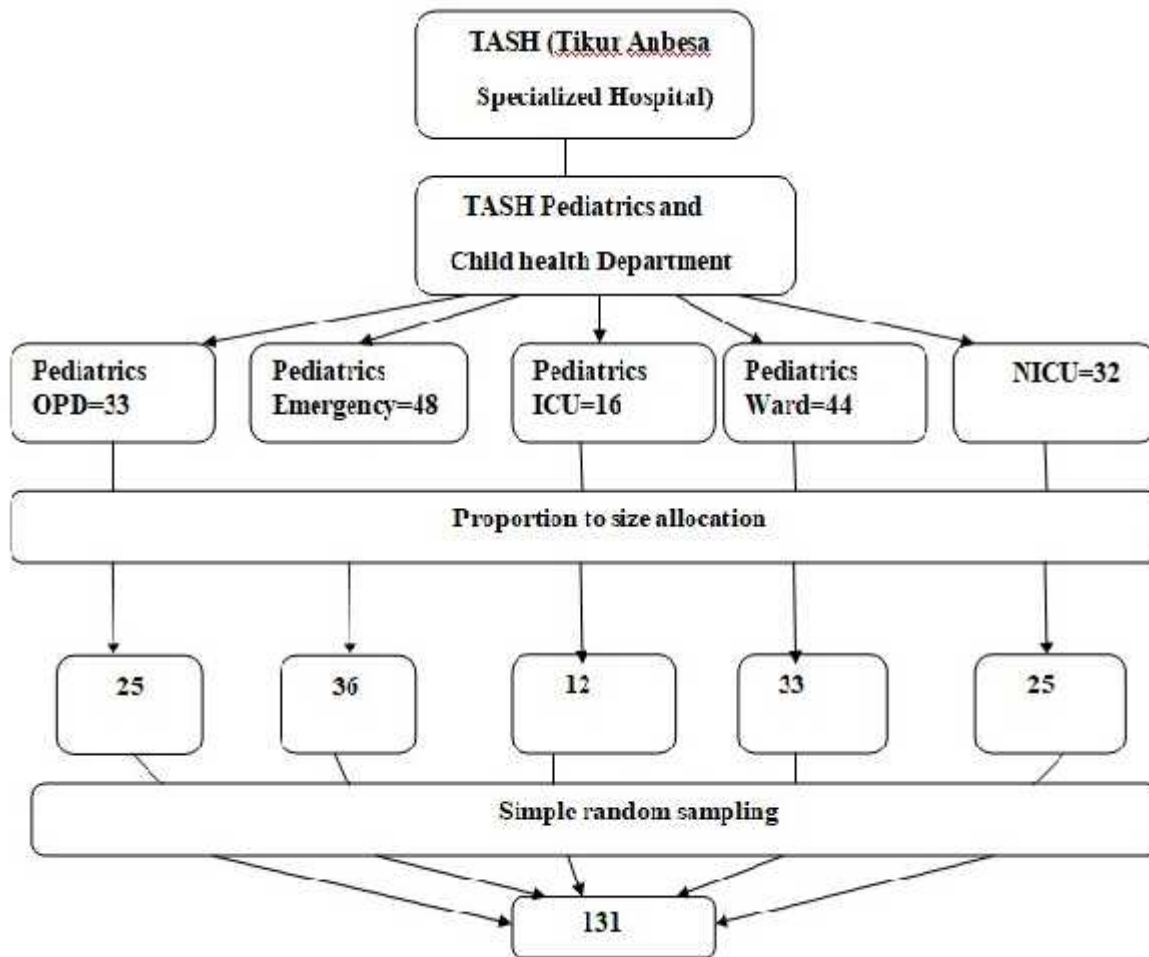 TASH (Tikur Anbesa
Specialized Hospital)
TASH Pediatrics and
Child health Department
Pediatrics
OPD=33
Pediatrics
Emergency=48
Pediatrics
ICU=16
Pediatrics
Ward=44
NICU=32
Proportion to size allocation
25
36
12
33
25
Simple random sampling
131